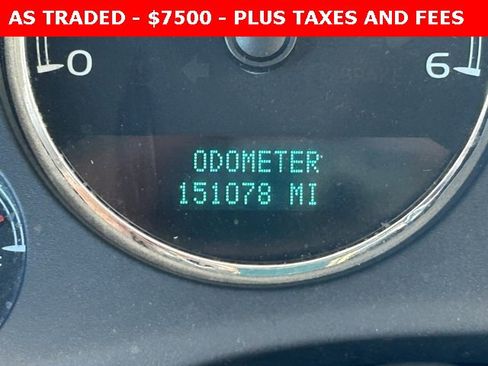 AS TRADED - $7500 - PLUS TAXES AND FEES
0 6
ODOMETER
151078 MI